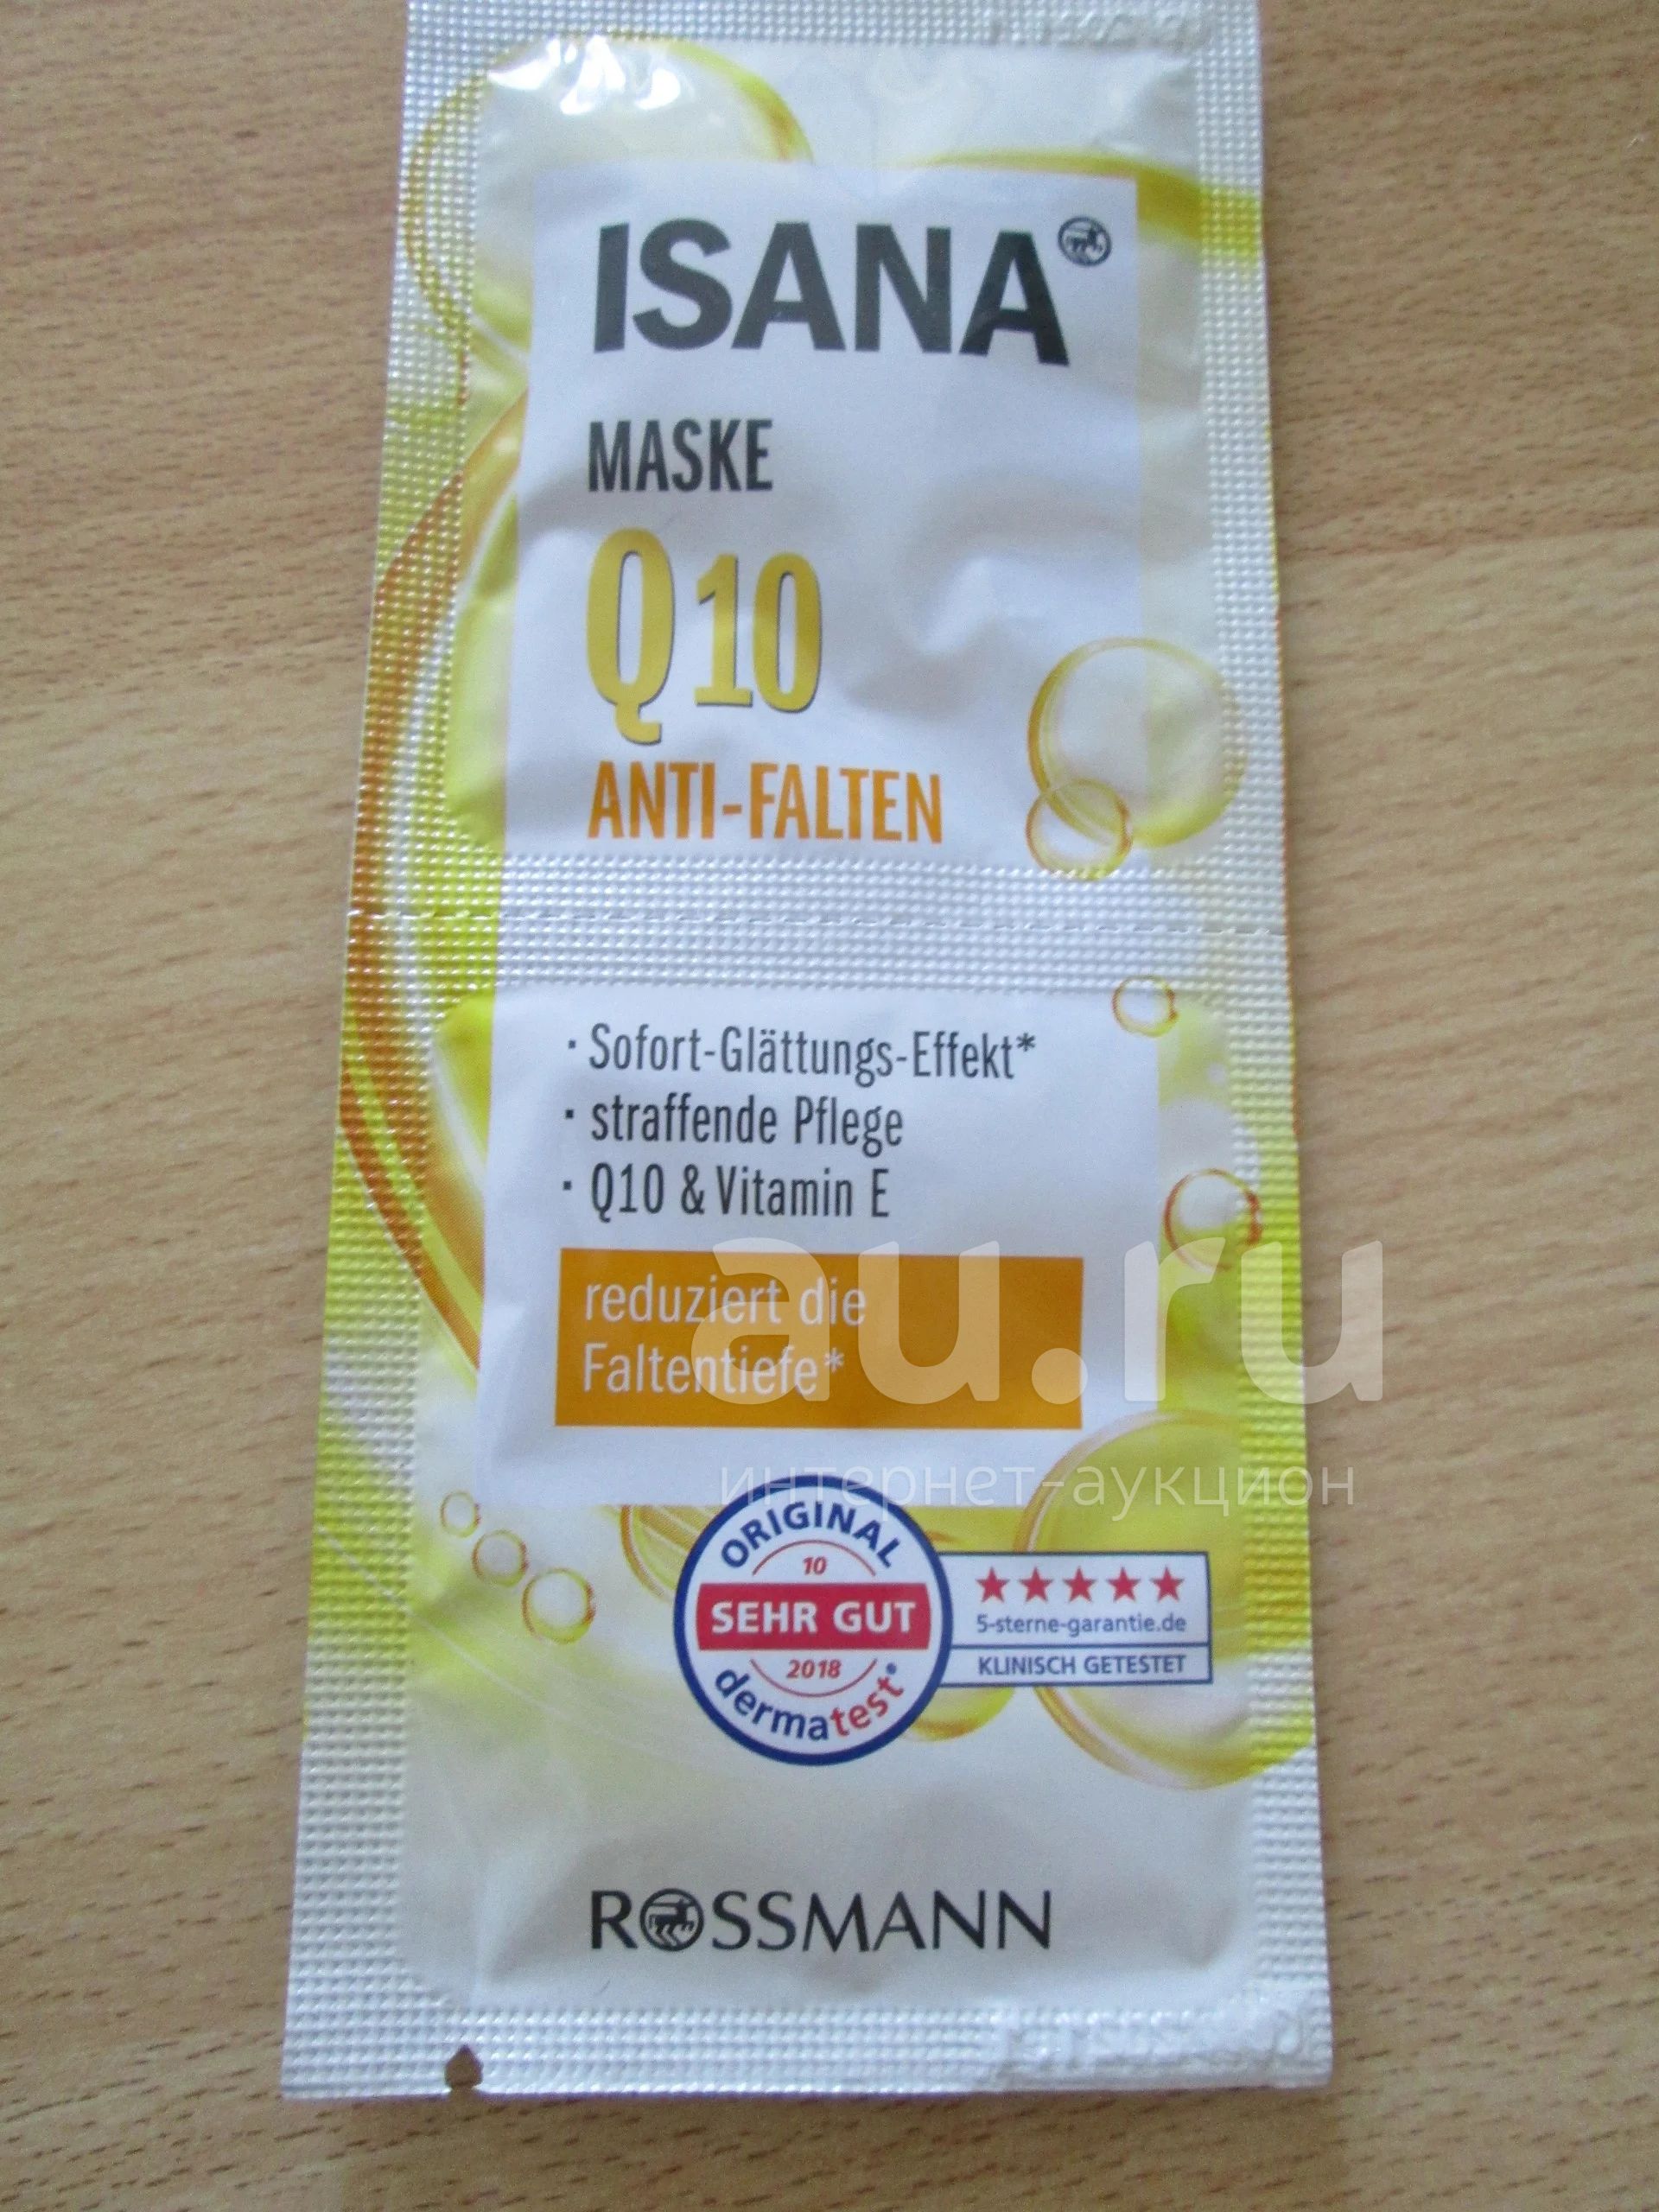 ISANA
MASKE
Q10
ANTI-FALTEN
· Sofort-Glättungs-Effekt*
· straffende Pflege
· Q10 & Vitamin E
reduziert die
Faltentiefe*
au.ru
интернет-аукцион
ORIGINAL
10
SEHR GUT
2018
dermatest®
5-sterne-garantie.de
KLINISCH GETESTET
ROSSMANN